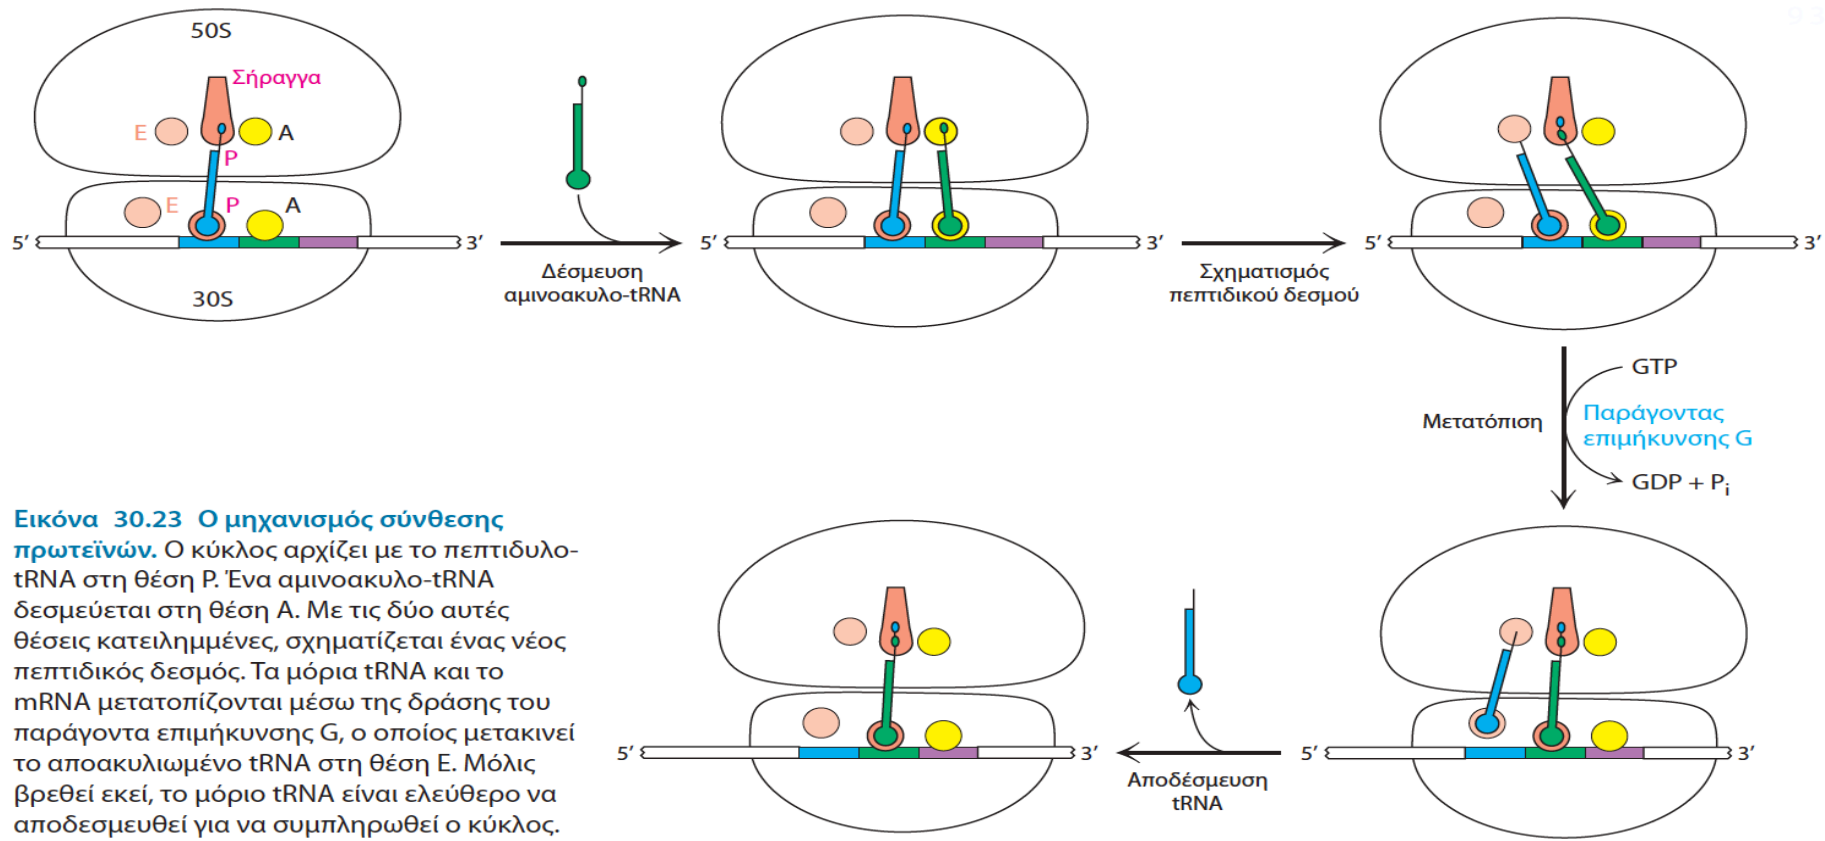 50S
Σήραγγα
E
A
P
E
P
A
5′
3′
30S
Δέσμευση
αμινοακυλο-tRNA
5′
3′
Σχηματισμός
πεπτιδικού δεσμού
5′
3′
GTP
Μετατόπιση
Παράγοντας
επιμήκυνσης G
GDP + Pi
5′
3′
Αποδέσμευση
tRNA
5′
3′
Εικόνα 30.23 Ο μηχανισμός σύνθεσης
πρωτεϊνών. Ο κύκλος αρχίζει με το πεπτιδυλο-
tRNA στη θέση P. Ένα αμινοακυλο-tRNA
δεσμεύεται στη θέση A. Με τις δύο αυτές
θέσεις κατειλημμένες, σχηματίζεται ένας νέος
πεπτιδικός δεσμός. Τα μόρια tRNA και το
mRNA μετατοπίζονται μέσω της δράσης του
παράγοντα επιμήκυνσης G, ο οποίος μετακινεί
το αποακυλιωμένο tRNA στη θέση E. Μόλις
βρεθεί εκεί, το μόριο tRNA είναι ελεύθερο να
αποδεσμευθεί για να συμπληρωθεί ο κύκλος.